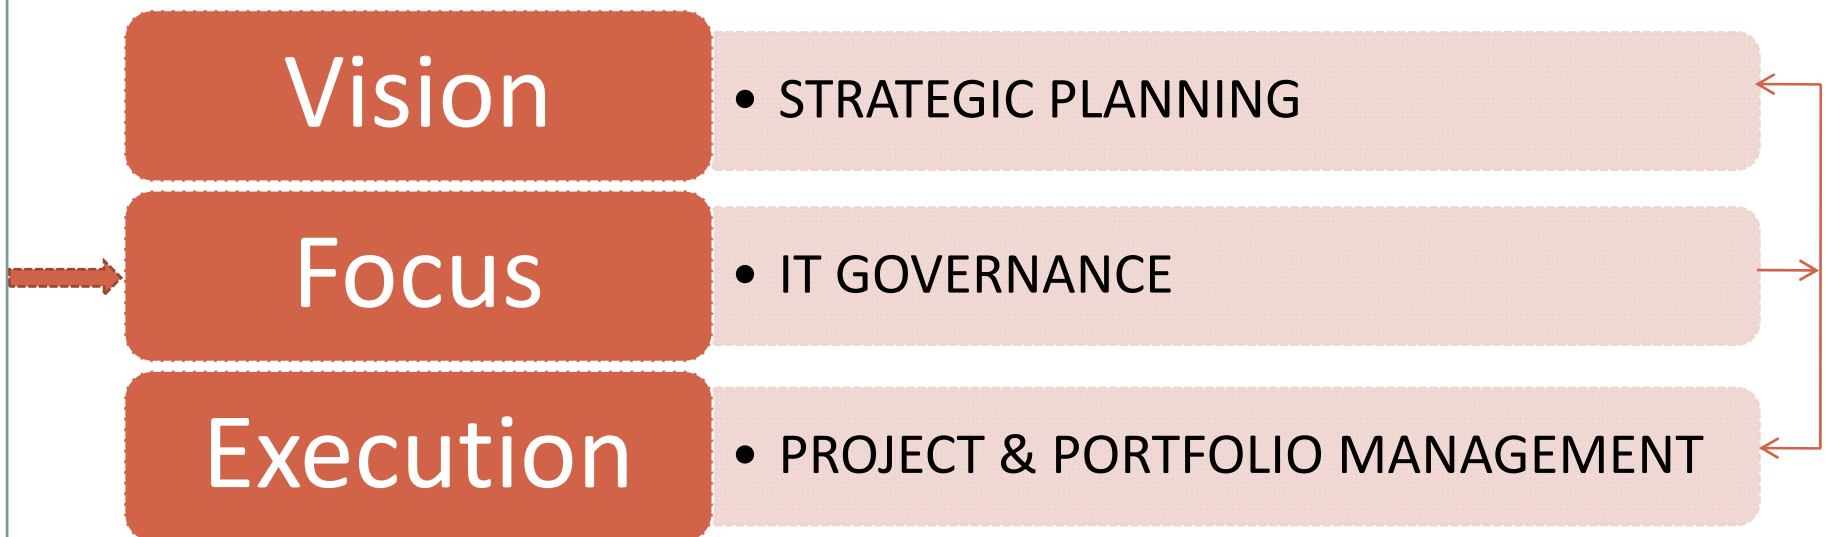 Vision
• STRATEGIC PLANNING
Focus
• IT GOVERNANCE
Execution
• PROJECT & PORTFOLIO MANAGEMENT